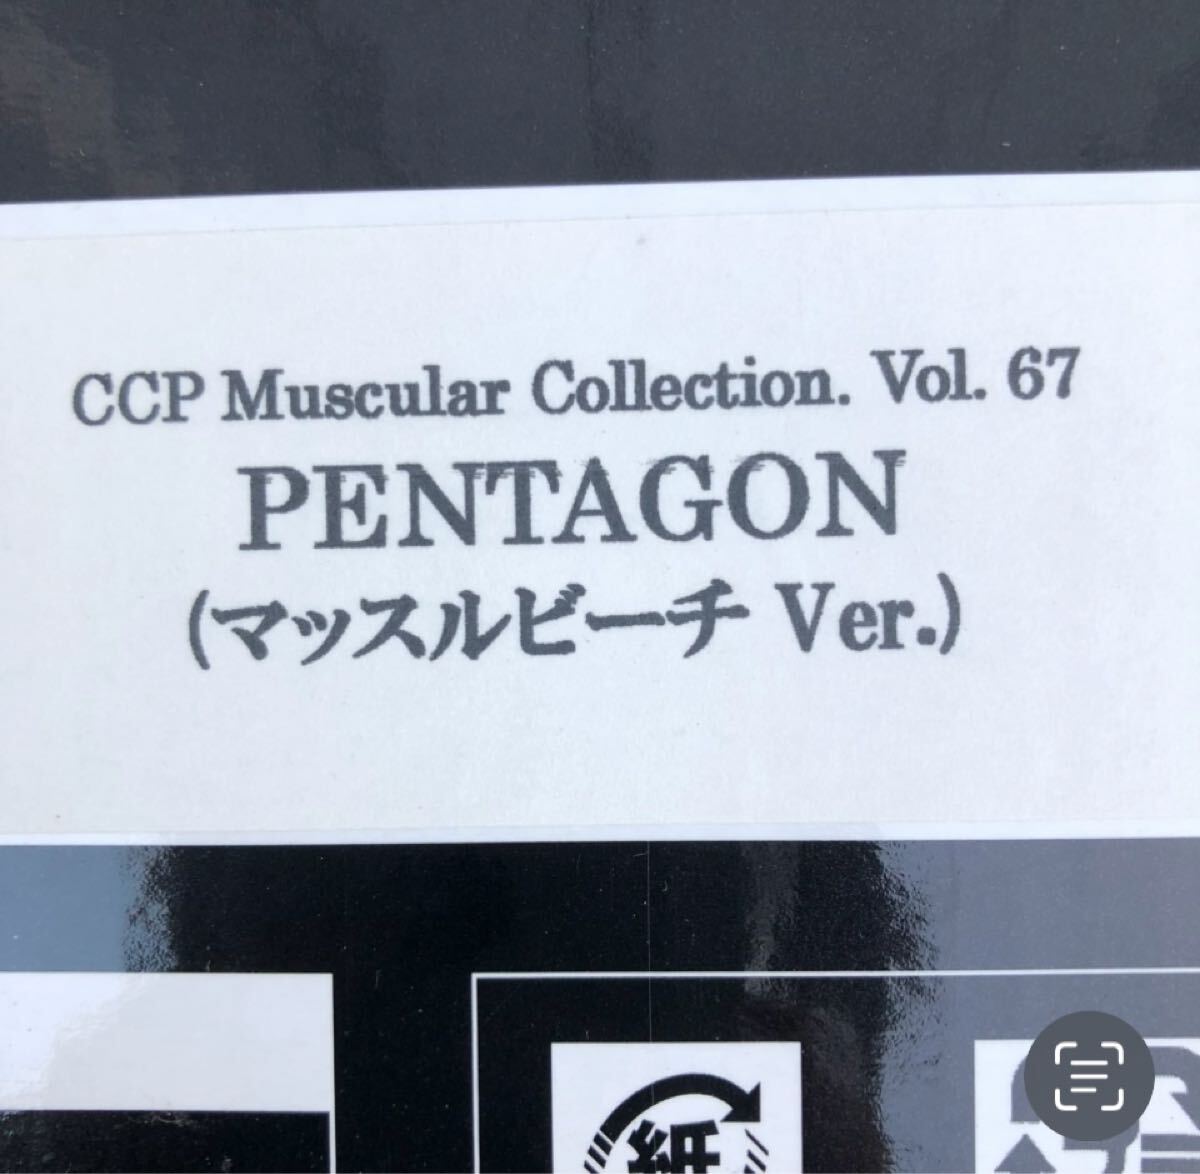 CCP Muscular Collection. Vol. 67
PENTAGON
(マッスルビーチ Ver.)
紙